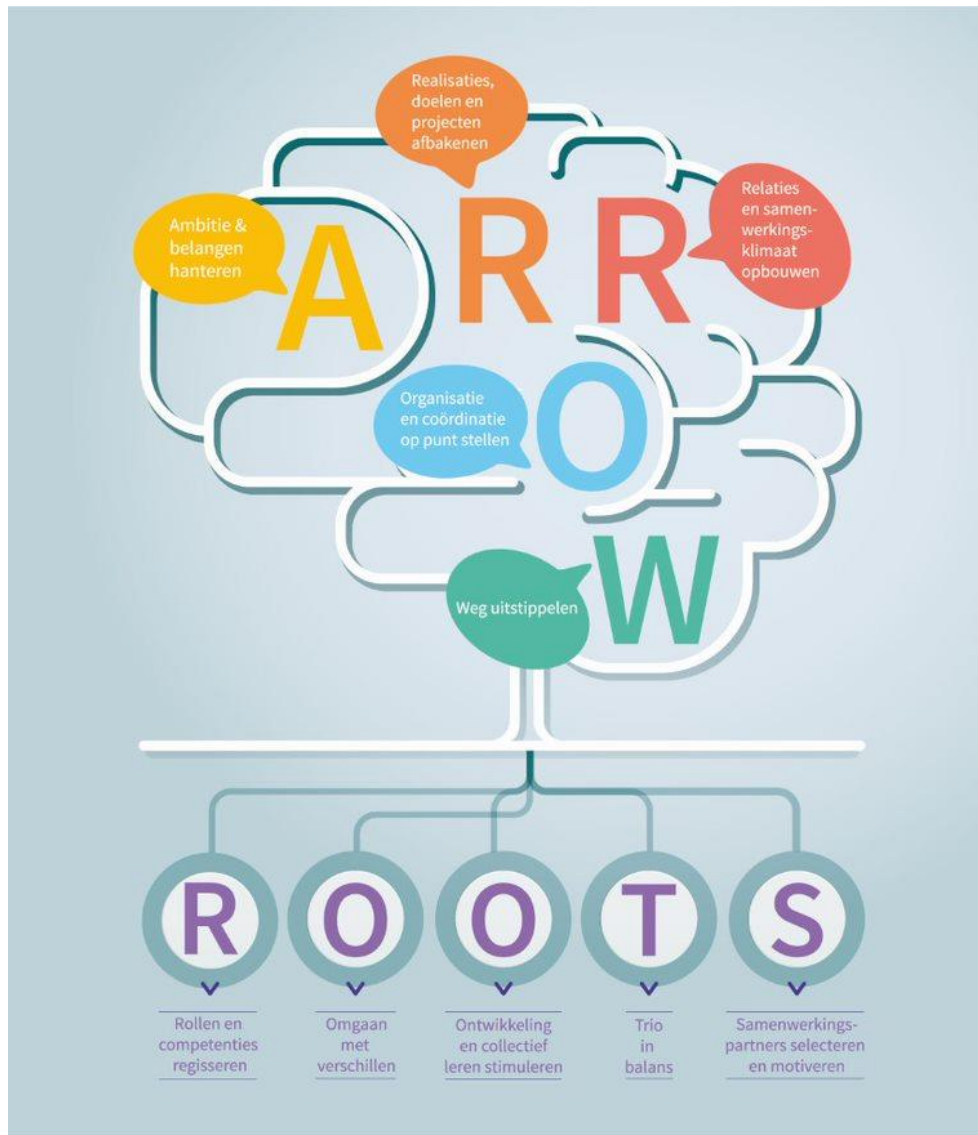 Realisaties,
doelen en
projecten
afbakenen
Ambitie &
belangen
hanteren
A
R
R
Relaties
en samen-
werkings-
klimaat
opbouwen
Organisatie
en coördinatie
op punt stellen
O
Weg uitstippelen
W
R
O
O
T
S
Rollen en
competenties
regisseren
Omgaan
met
verschillen
Ontwikkeling
en collectief
leren stimuleren
Trio
in
balans
Samenwerkings-
partners selecteren
en motiveren